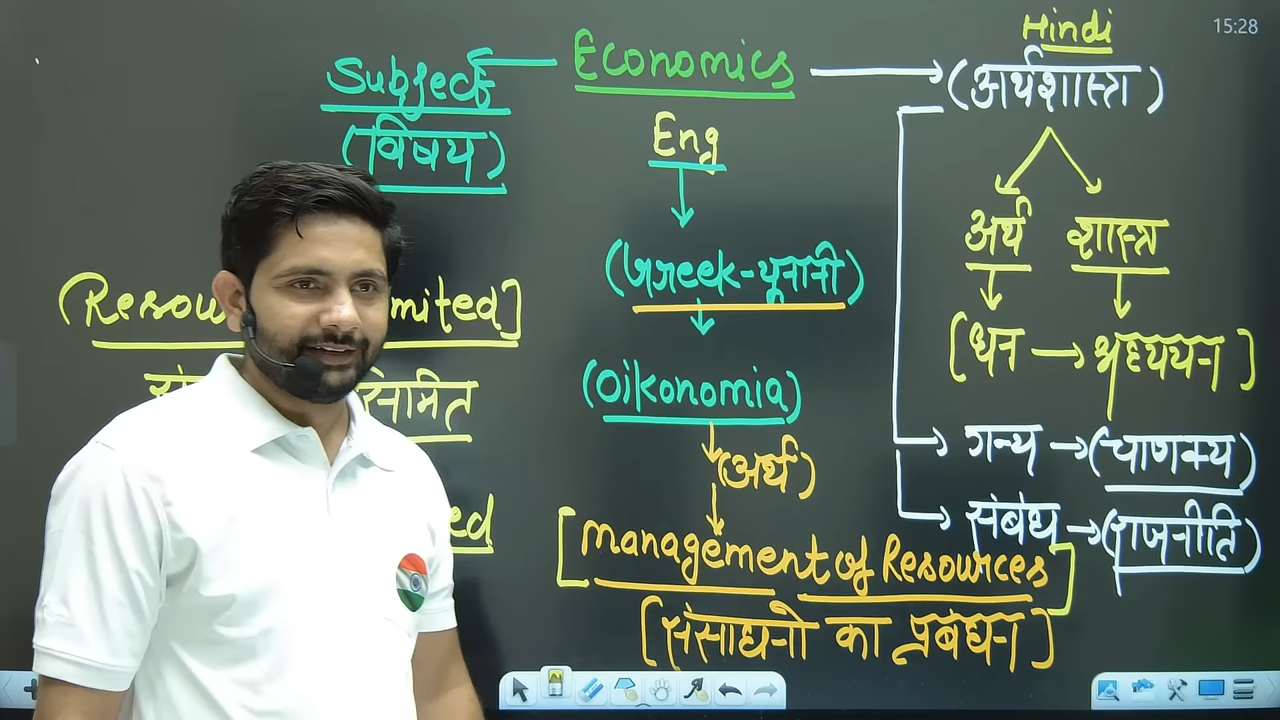 15:28
Hindi
Subject — Economics → (अर्थशास्त्र)
(विषय)
Eng
अर्थ शास्त्र
(Greek-यूनानी)
[धन → अध्ययन]
(Oikonomia)
(अर्थ)
ग्रन्थ → (चाणक्य)
संबंध → (राजनीति)
[Management of Resources]
[संसाधनों का प्रबंधन]